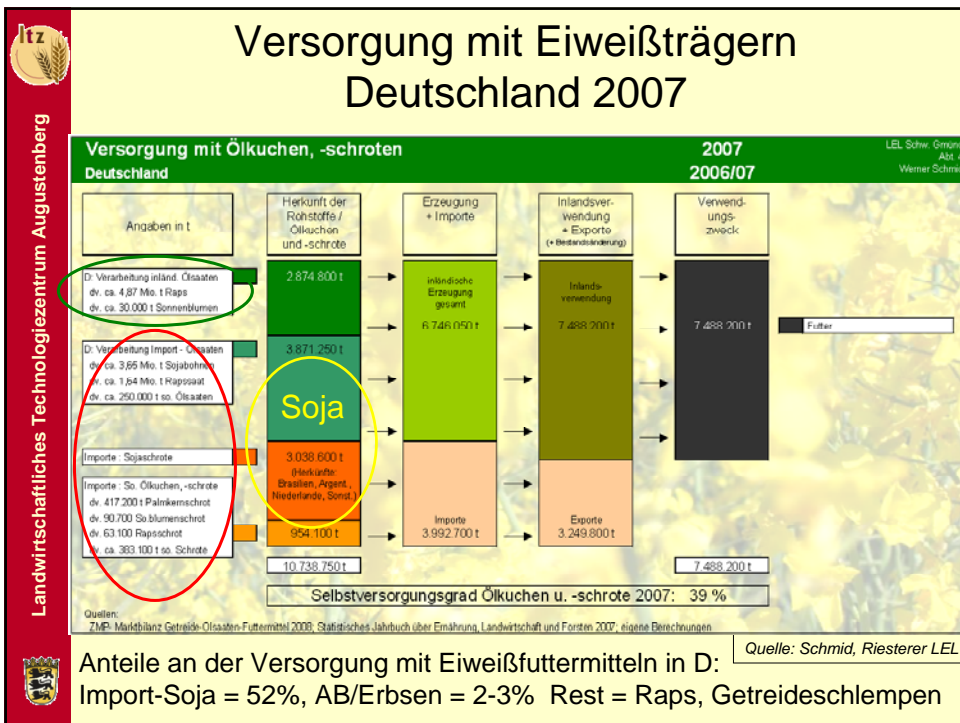 ltz
Landwirtschaftliches Technologiezentrum Augustenberg
Versorgung mit Eiweißträgern
Deutschland 2007
Versorgung mit Ölkuchen, -schroten
Deutschland
2007
2006/07
LEL Schw. Gmünd
Abt. 4
Werner Schmid
Angaben in t
Herkunft der
Rohstoffe /
Ölkuchen
und -schrote
Erzeugung
+ Importe
Inlandsver-
wendung
+ Exporte
(+ Bestandsänderung)
Verwend-
ungs-
zweck
D: Verarbeitung inländ. Ölsaaten
dv. ca. 4,87 Mio. t Raps
dv. ca. 30.000 t Sonnenblumen
D: Verarbeitung Import - Ölsaaten
dv. ca. 3,65 Mio. t Sojabohnen
dv. ca. 1,64 Mio. t Rapssaat
dv. ca. 250.000 t so. Ölsaaten
Importe : Sojaschrote
Importe : So. Ölkuchen, -schrote
dv. 417.200 t Palmkernschrot
dv. 90.700 So.blumenschrot
dv. 63.100 Rapsschrot
dv. ca. 383.100 t so. Schrote
2.874.800 t
3.871.250 t
Soja
3.038.600 t
(Herkünfte:
Brasilien, Argent.,
Niederlande, Sonst.)
954.100 t
10.738.750 t
inländische
Erzeugung
gesamt
6.746.050 t
Importe
3.992.700 t
Inlands-
verwendung
7.488.200 t
Exporte
3.249.800 t
7.488.200 t
7.488.200 t
Futter
Selbstversorgungsgrad Ölkuchen u. -schrote 2007: 39 %
Quellen:
ZMP- Marktbilanz Getreide-Ölsaaten-Futtermittel 2008; Statistisches Jahrbuch über Ernährung, Landwirtschaft und Forsten 2007; eigene Berechnungen
Quelle: Schmid, Riesterer LEL
Anteile an der Versorgung mit Eiweißfuttermitteln in D:
Import-Soja = 52%, AB/Erbsen = 2-3% Rest = Raps, Getreideschlempen